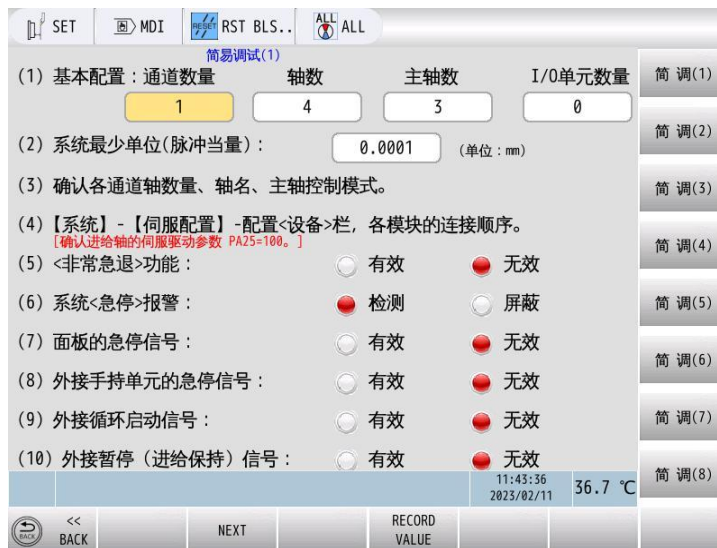 SET MDI RESET RST BLS.. ALL ALL
简易调试(1)
(1) 基本配置：通道数量 轴数 主轴数 I/O单元数量 简 调(1)
1 4 3 0
(2) 系统最少单位(脉冲当量)： 0.0001 (单位：mm) 简 调(2)
(3) 确认各通道轴数量、轴名、主轴控制模式。 简 调(3)
(4)【系统】-【伺服配置】-配置<设备>栏，各模块的连接顺序。
[确认进给轴的伺服驱动参数 PA25=100。] 简 调(4)
(5) <非常急退>功能： 有效 无效
(6) 系统<急停>报警： 检测 屏蔽 简 调(5)
(7) 面板的急停信号： 有效 无效 简 调(6)
(8) 外接手持单元的急停信号： 有效 无效
(9) 外接循环启动信号： 有效 无效 简 调(7)
(10) 外接暂停（进给保持）信号： 有效 无效 简 调(8)
11:43:36
2023/02/11 36.7 ℃
BACK << BACK NEXT RECORD VALUE